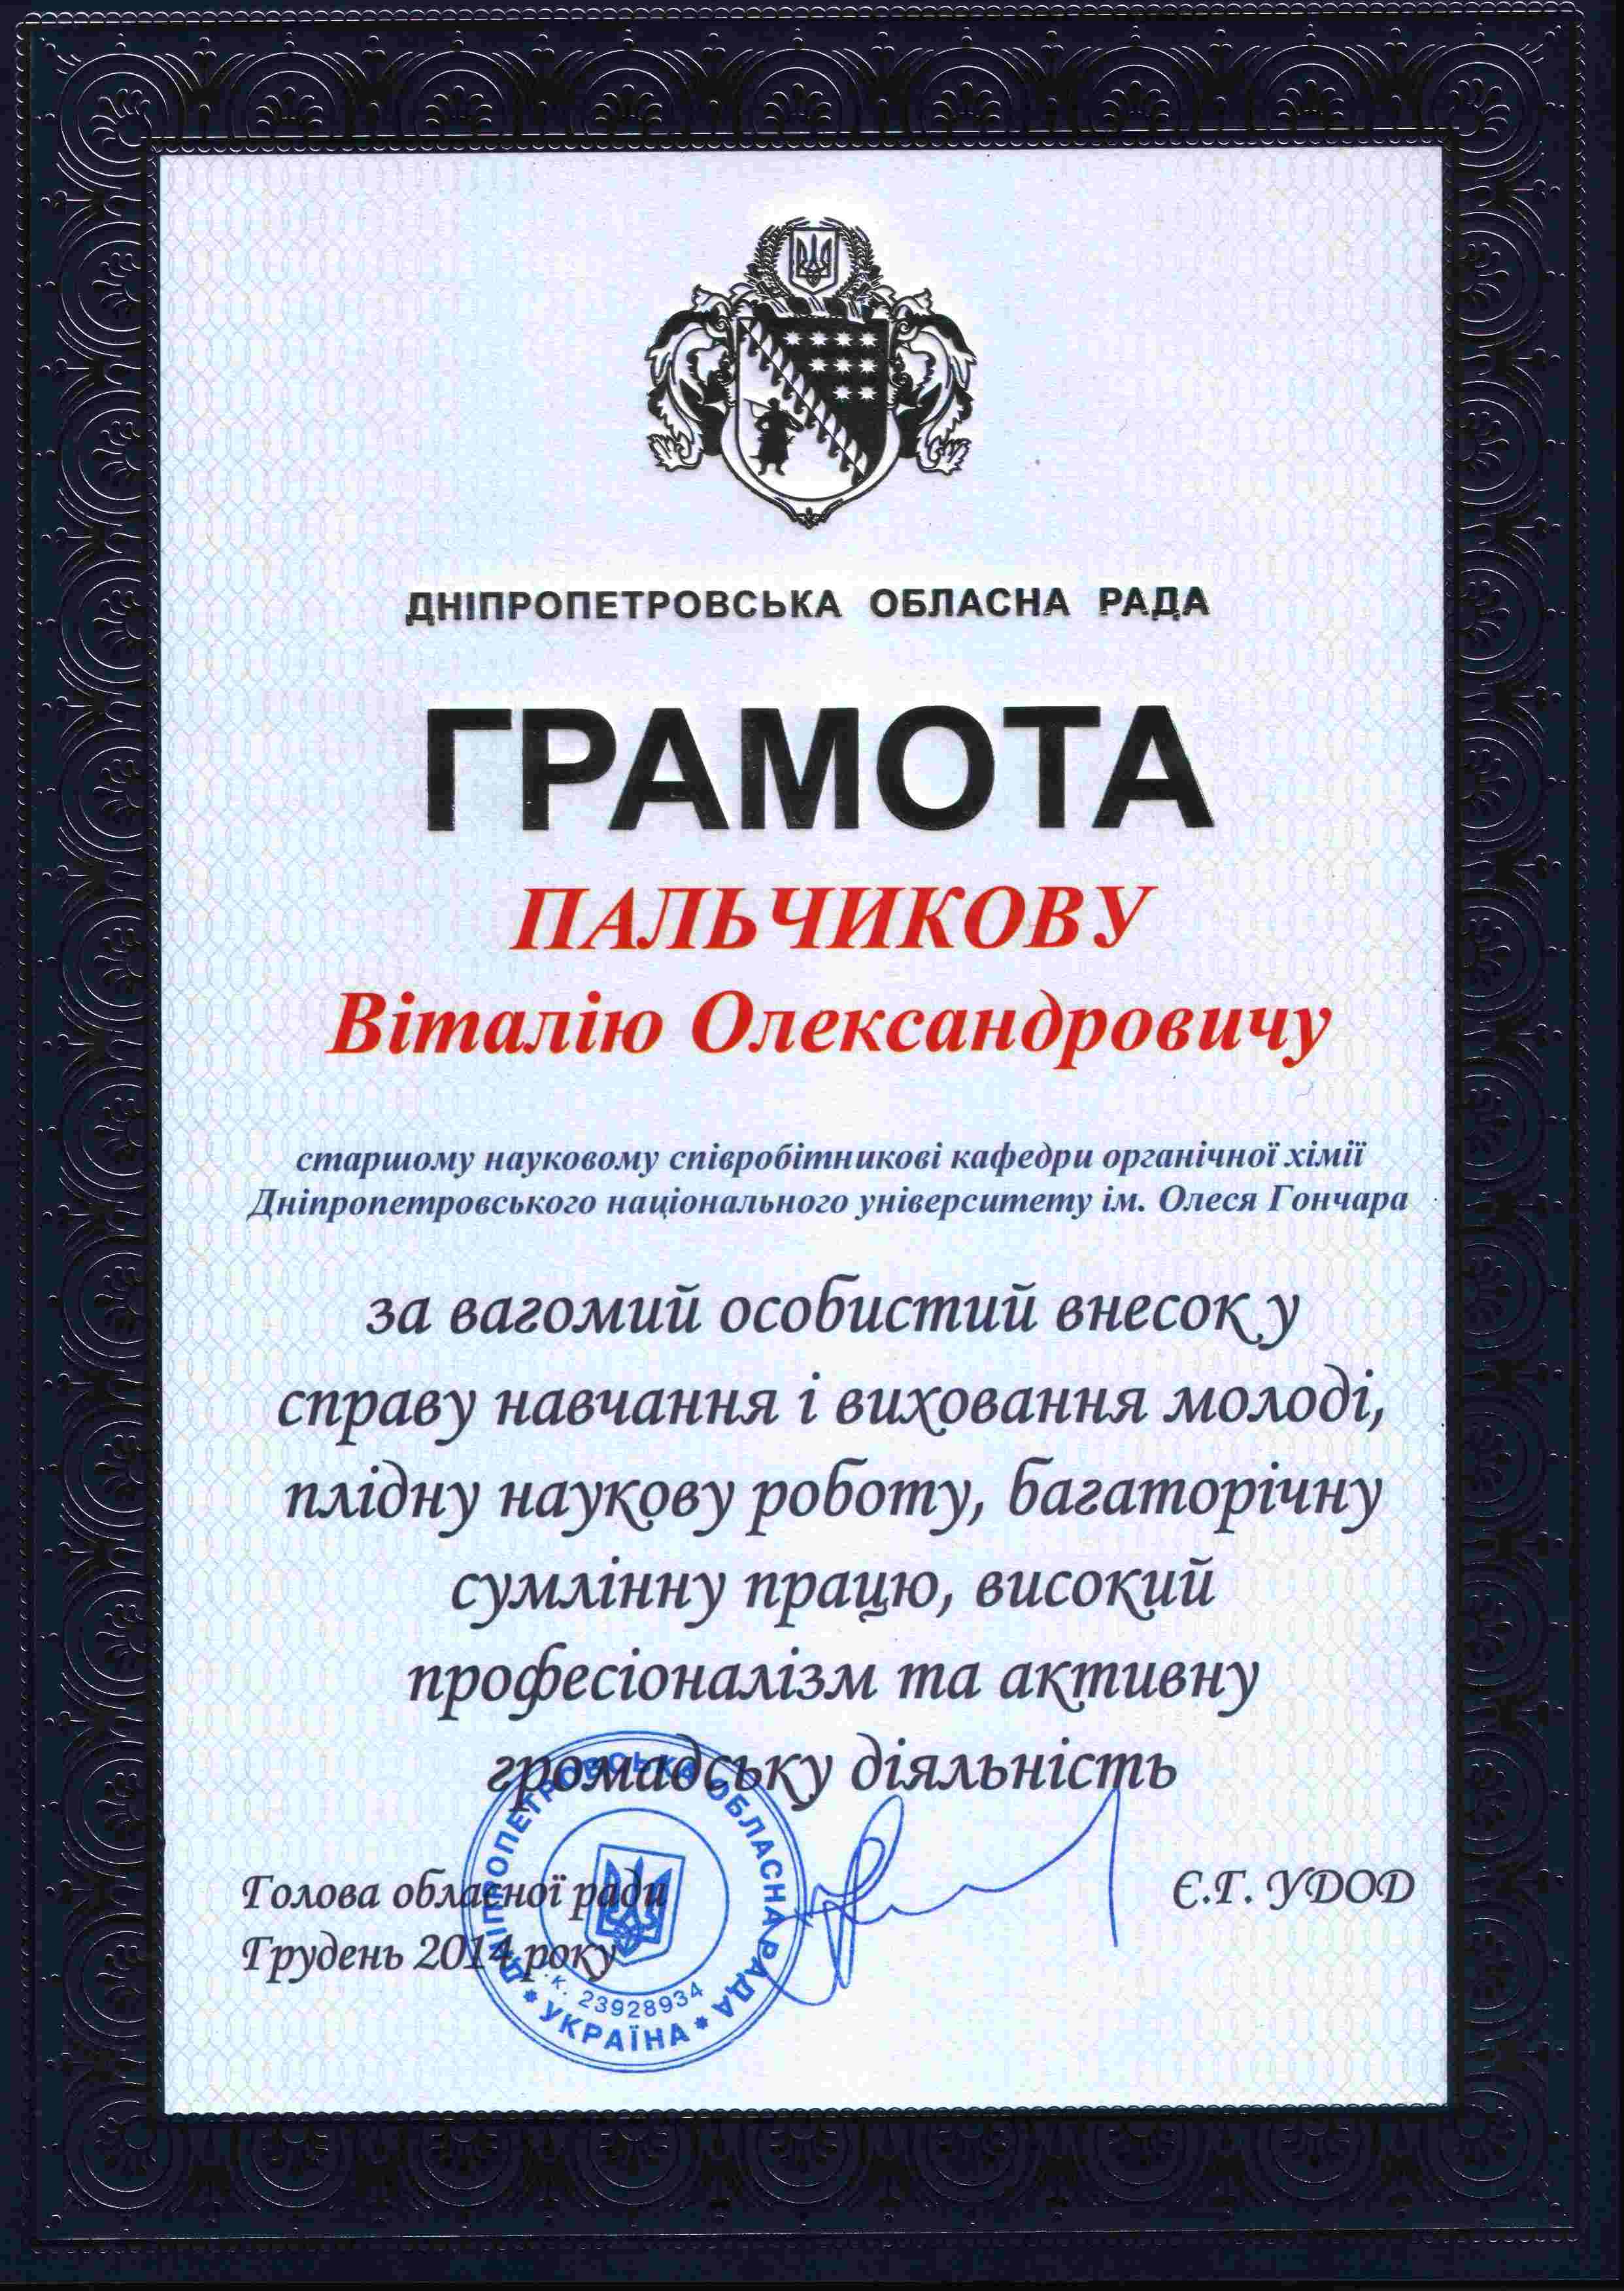 ДНІПРОПЕТРОВСЬКА ОБЛАСНА РАДА
ГРАМОТА
ПАЛЬЧИКОВУ
Віталію Олександровичу
старшому науковому співробітникові кафедри органічної хімії
Дніпропетровського національного університету ім. Олеся Гончара
за вагомий особистий внесок у
справу навчання і виховання молоді,
плідну наукову роботу, багаторічну
сумлінну працю, високий
професіоналізм та активну
громадську діяльність
Голова обласної ради
Є.Г. УДОД
Грудень 2014 року
ДНІПРОПЕТРОВСЬКА ОБЛАСНА РАДА
к. 23928934
* УКРАЇНА *